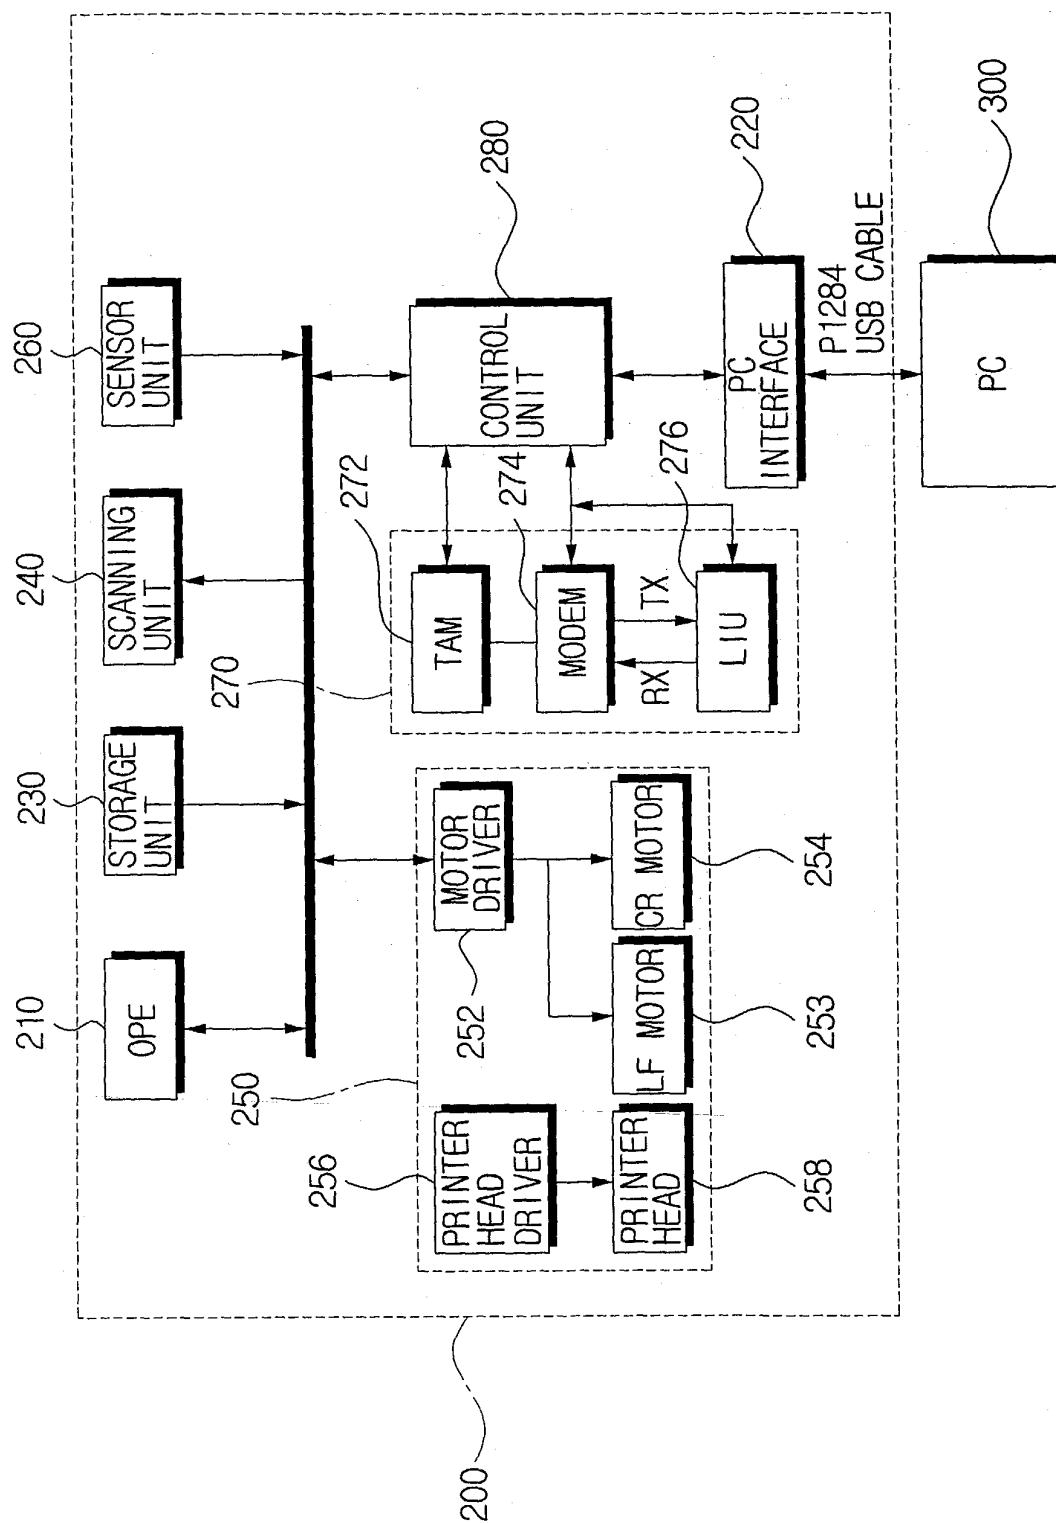 200
210
OPE
230
STORAGE
UNIT
240
SCANNING
UNIT
260
SENSOR
UNIT
250
270
256
PRINTER
HEAD
DRIVER
252
MOTOR
DRIVER
272
TAM
280
CONTROL
UNIT
274
MODEM
RX
TX
258
PRINTER
HEAD
253
LF MOTOR
254
CR MOTOR
276
LIU
220
PC
INTERFACE
P1284
USB CABLE
300
PC